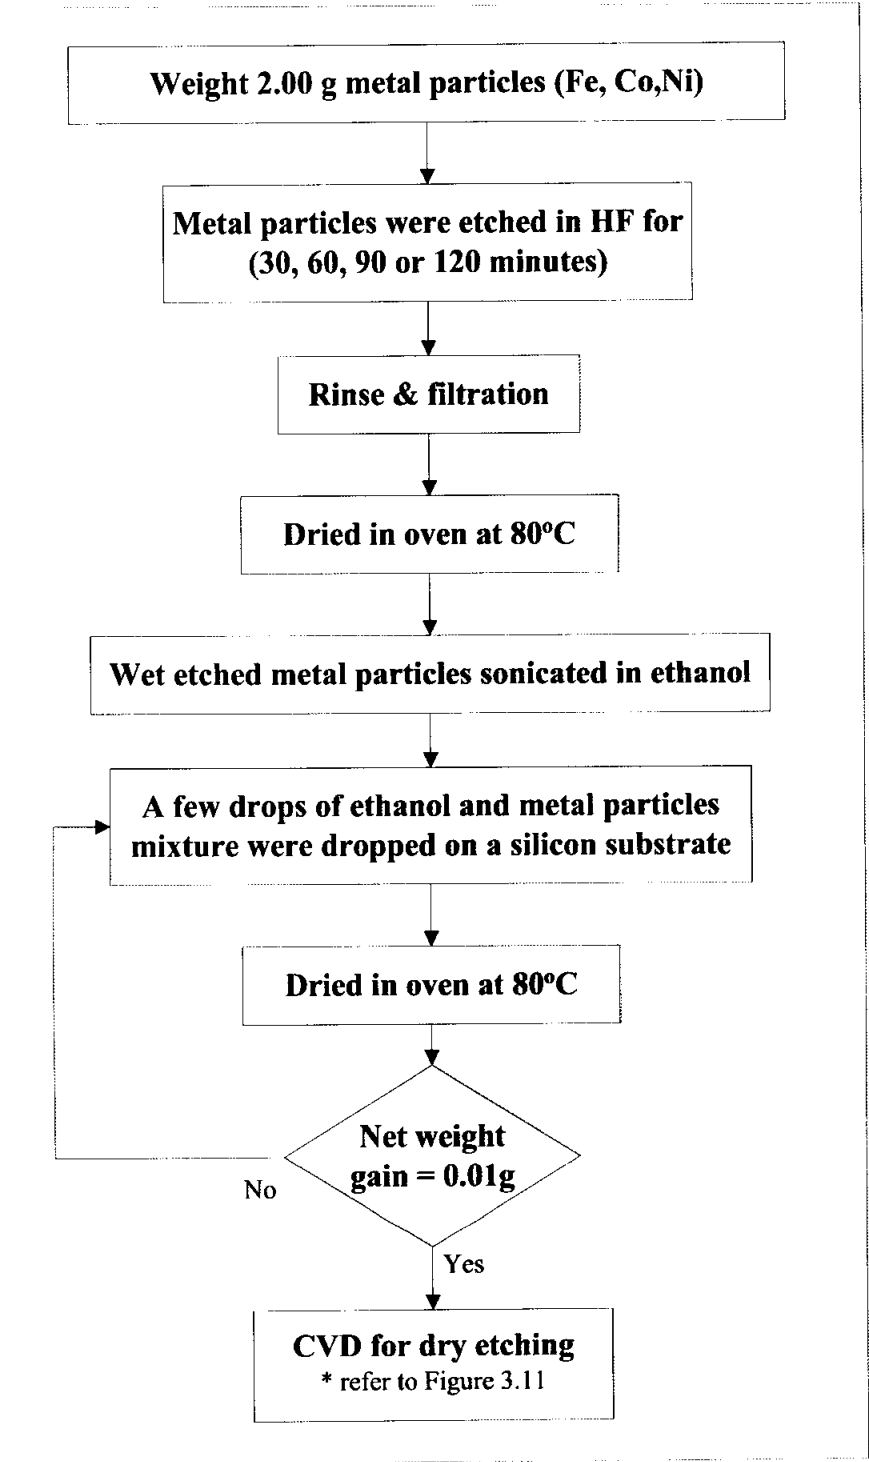 Weight 2.00 g metal particles (Fe, Co,Ni)
Metal particles were etched in HF for
(30, 60, 90 or 120 minutes)
Rinse & filtration
Dried in oven at 80ºC
Wet etched metal particles sonicated in ethanol
A few drops of ethanol and metal particles
mixture were dropped on a silicon substrate
Dried in oven at 80ºC
Net weight
gain = 0.01g
No
Yes
CVD for dry etching
* refer to Figure 3.11